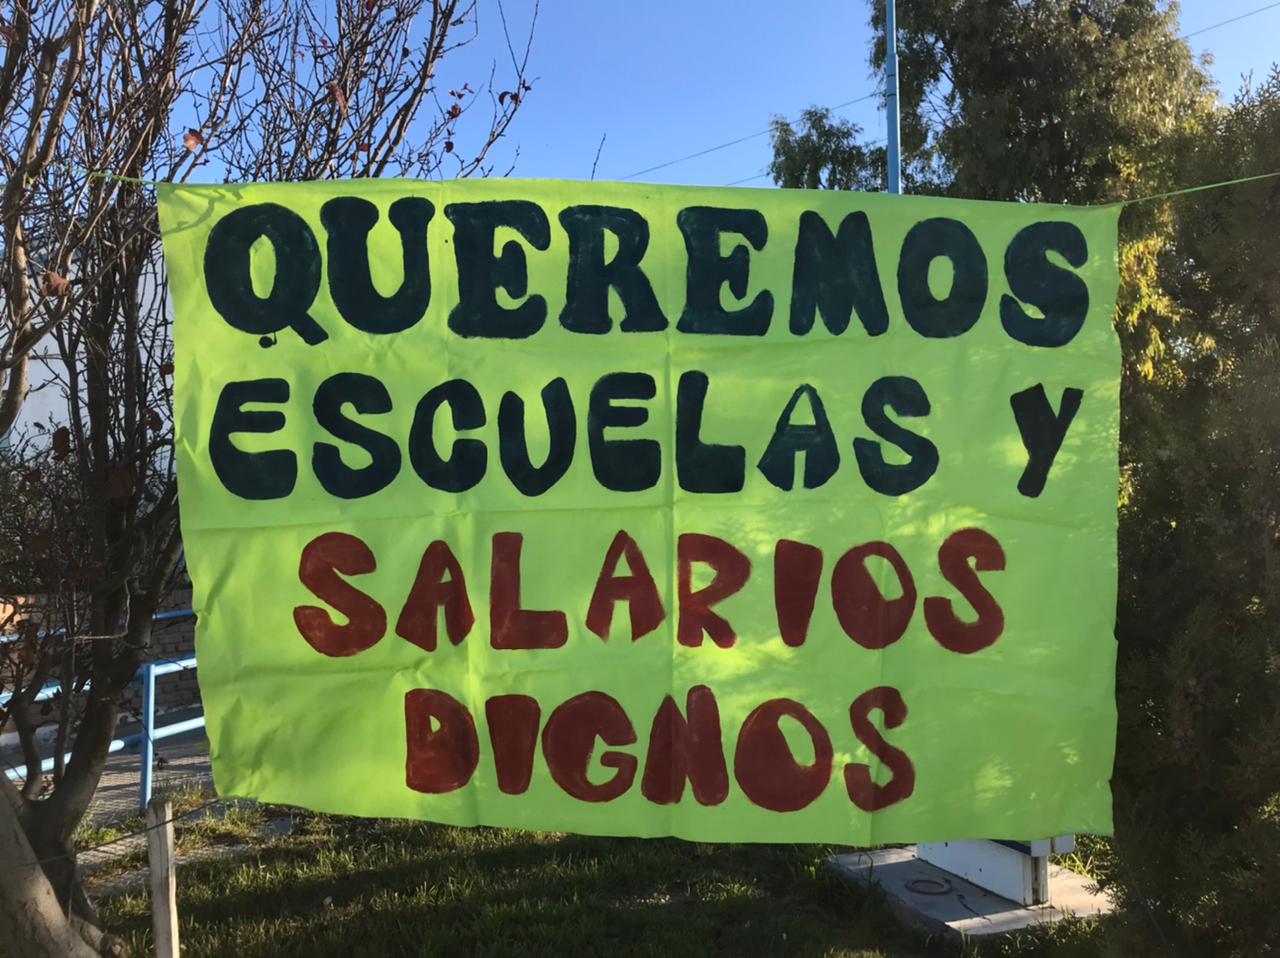 QUEREMOS
ESCUELAS Y
SALARIOS
DIGNOS